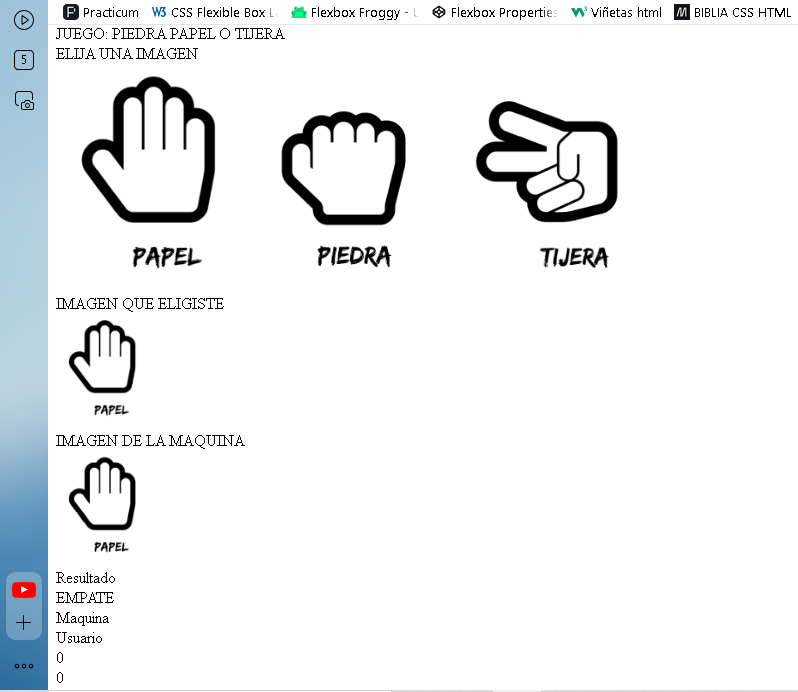 Practicum W3 CSS Flexible Box L Flexbox Froggy - Flexbox Properties Viñetas html M BIBLIA CSS HTML
JUEGO: PIEDRA PAPEL O TIJERA
5
ELIJA UNA IMAGEN
PAPEL PIEDRA TIJERA
IMAGEN QUE ELIGISTE
PAPEL
IMAGEN DE LA MAQUINA
PAPEL
Resultado
EMPATE
Maquina
Usuario
0
0